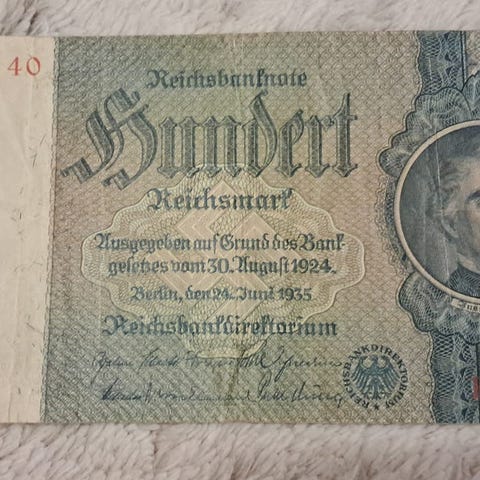 40
Reichsbanknote
Hundert
Reichsmark
Ausgegeben auf Grund des Bank-
gesetzes vom 30. August 1924.
Berlin, den 24. Juni 1935
Reichsbankdirektorium
REICHSBANKDIREKTORIUM